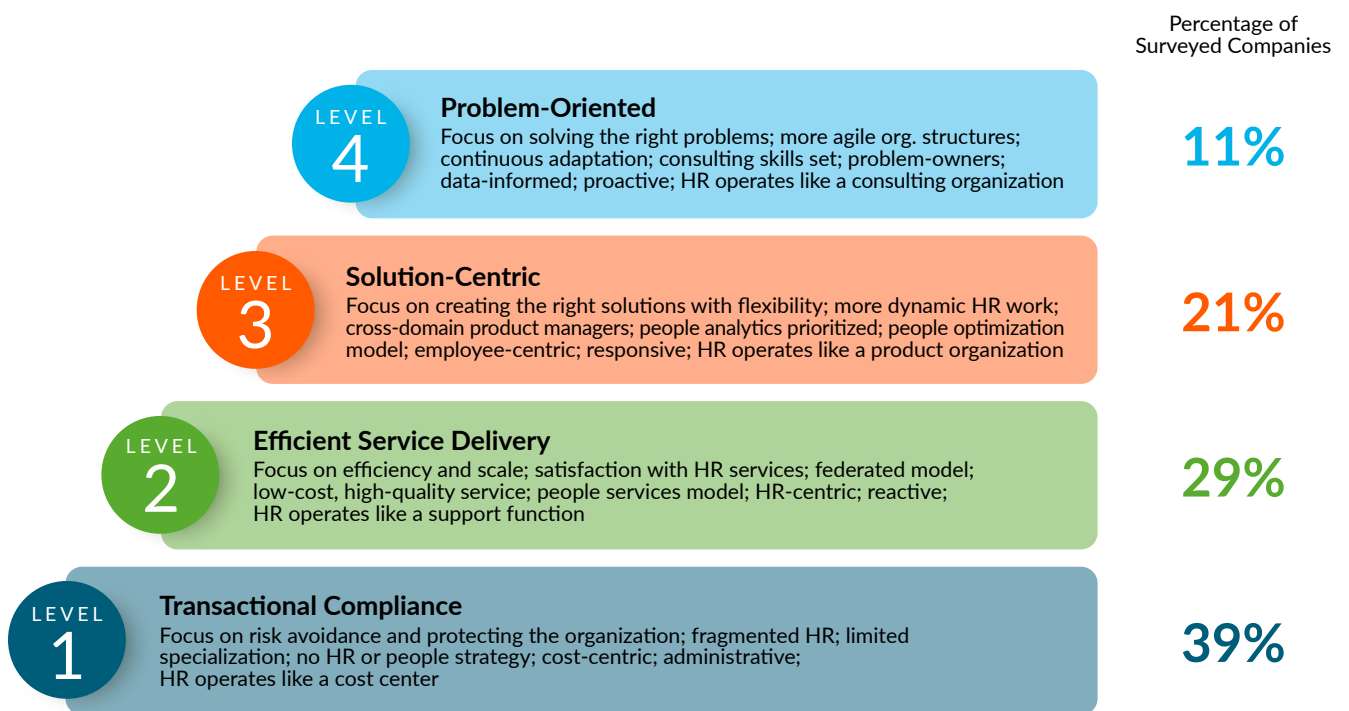 Percentage of
Surveyed Companies
LEVEL
4
Problem-Oriented
Focus on solving the right problems; more agile org. structures;
continuous adaptation; consulting skills set; problem-owners;
data-informed; proactive; HR operates like a consulting organization
11%
LEVEL
3
Solution-Centric
Focus on creating the right solutions with flexibility; more dynamic HR work;
cross-domain product managers; people analytics prioritized; people optimization
model; employee-centric; responsive; HR operates like a product organization
21%
LEVEL
2
Efficient Service Delivery
Focus on efficiency and scale; satisfaction with HR services; federated model;
low-cost, high-quality service; people services model; HR-centric; reactive;
HR operates like a support function
29%
LEVEL
1
Transactional Compliance
Focus on risk avoidance and protecting the organization; fragmented HR; limited
specialization; no HR or people strategy; cost-centric; administrative;
HR operates like a cost center
39%